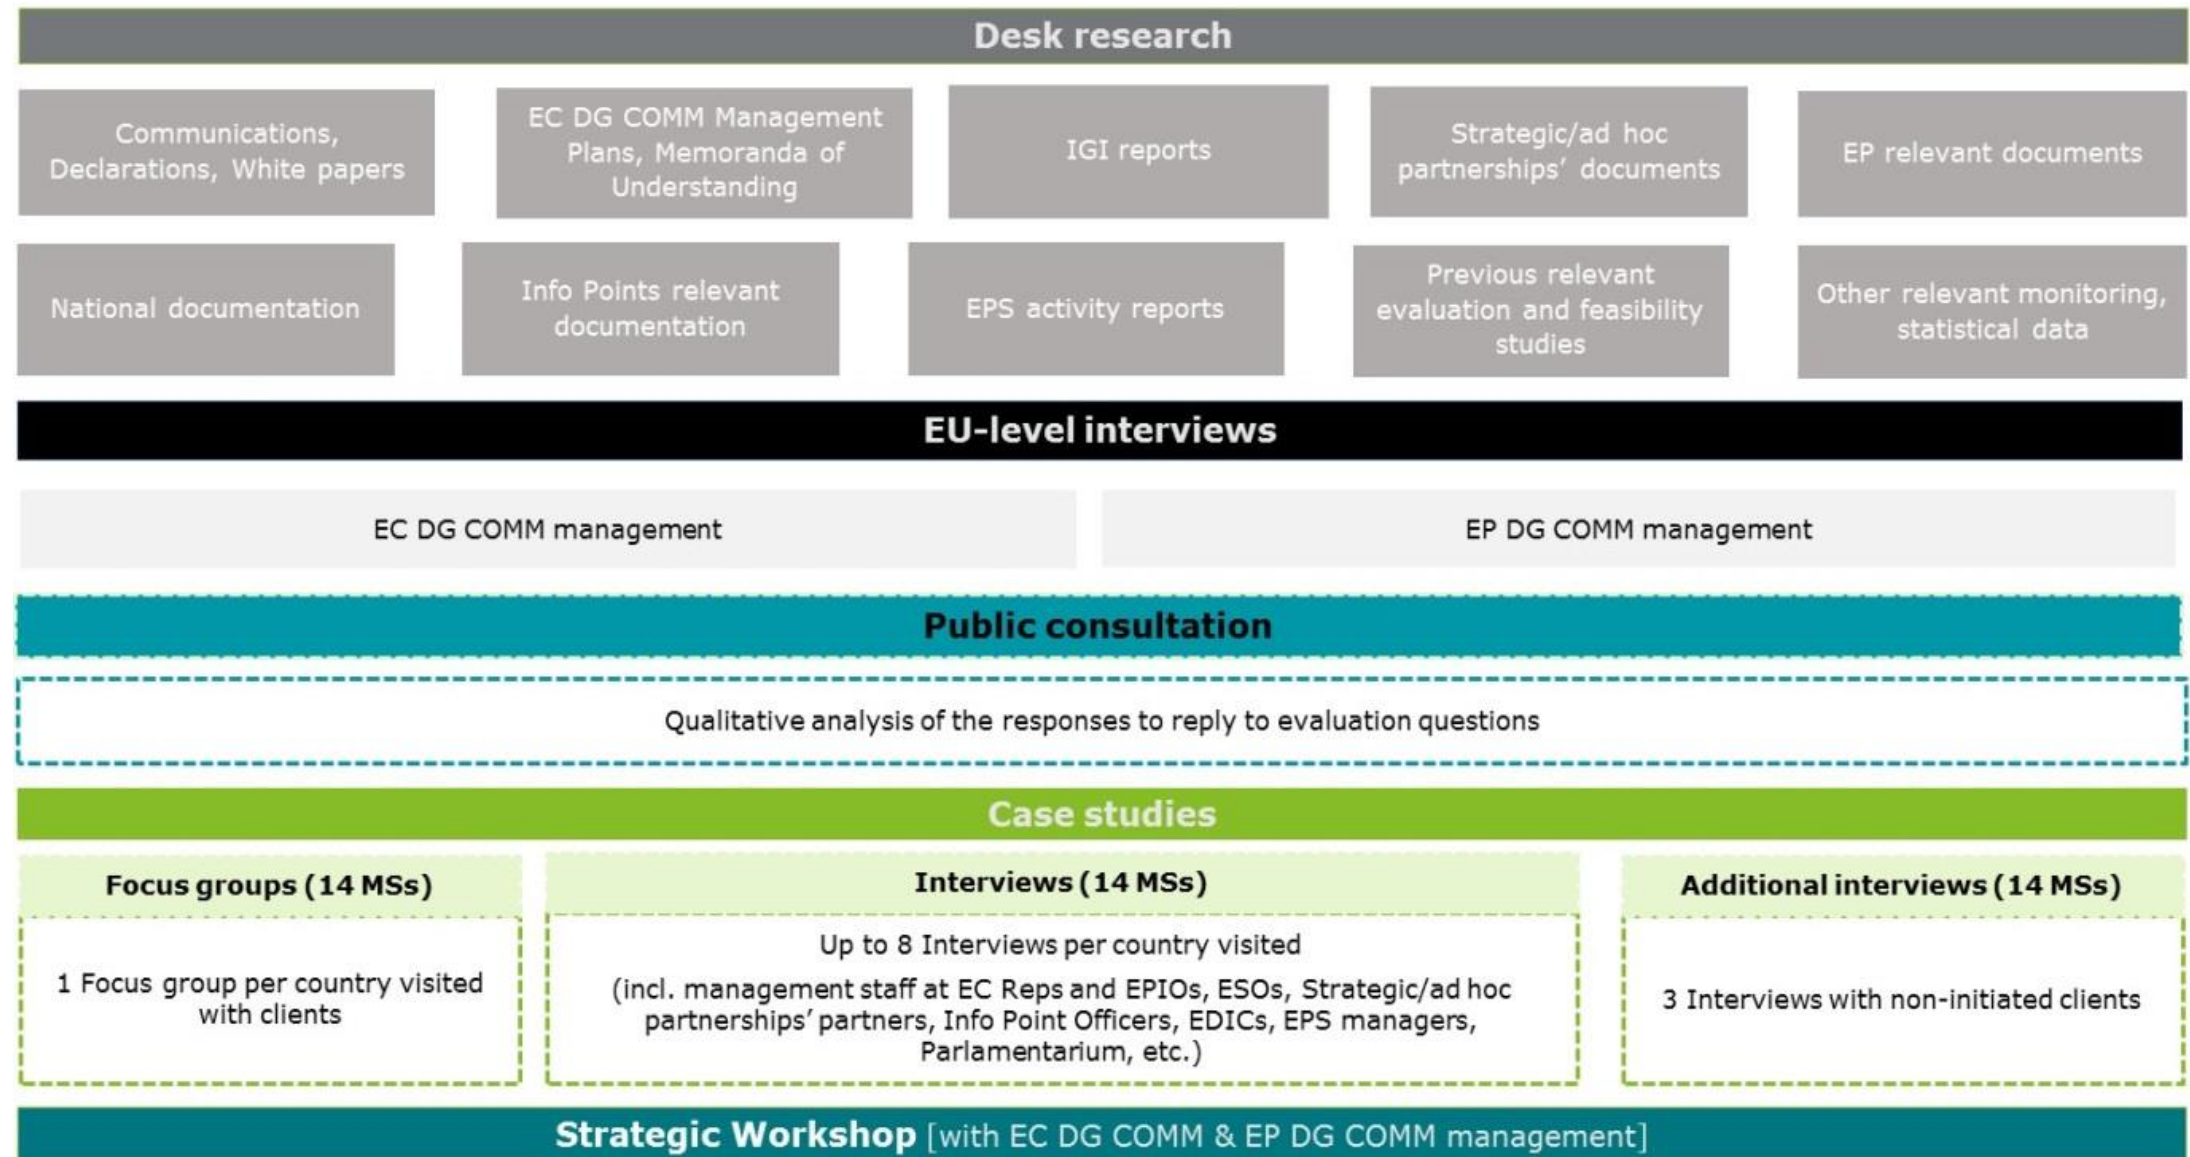 Desk research
Communications,
Declarations, White papers
EC DG COMM Management
Plans, Memoranda of
Understanding
IGI reports
Strategic/ad hoc
partnerships’ documents
EP relevant documents
National documentation
Info Points relevant
documentation
EPS activity reports
Previous relevant
evaluation and feasibility
studies
Other relevant monitoring,
statistical data
EU-level interviews
EC DG COMM management
EP DG COMM management
Public consultation
Qualitative analysis of the responses to reply to evaluation questions
Case studies
Focus groups (14 MSs)
1 Focus group per country visited
with clients
Interviews (14 MSs)
Up to 8 Interviews per country visited
(incl. management staff at EC Reps and EPIOs, ESOs, Strategic/ad hoc
partnerships’ partners, Info Point Officers, EDICs, EPS managers,
Parlamentarium, etc.)
Additional interviews (14 MSs)
3 Interviews with non-initiated clients
Strategic Workshop [with EC DG COMM & EP DG COMM management]